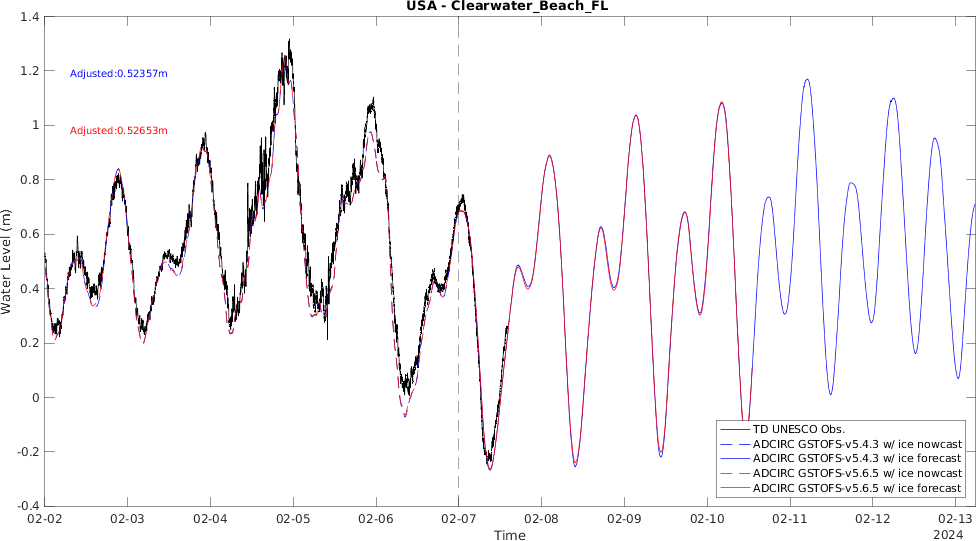 USA - Clearwater_Beach_FL
1.4
1.2
1
0.8
0.6
0.4
0.2
0
-0.2
-0.4
Water Level (m)
Adjusted:0.52357m
Adjusted:0.52653m
TD UNESCO Obs.
ADCIRC GSTOFS-v5.4.3 w/ ice nowcast
ADCIRC GSTOFS-v5.4.3 w/ ice forecast
ADCIRC GSTOFS-v5.6.5 w/ ice nowcast
ADCIRC GSTOFS-v5.6.5 w/ ice forecast
02-02 02-03 02-04 02-05 02-06 02-07 02-08 02-09 02-10 02-11 02-12 02-13
Time 2024